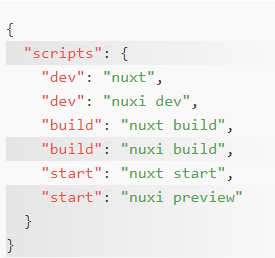 {
  "scripts": {
    "dev": "nuxt",
    "dev": "nuxi dev",
    "build": "nuxt build",
    "build": "nuxi build",
    "start": "nuxt start",
    "start": "nuxi preview"
  }
}